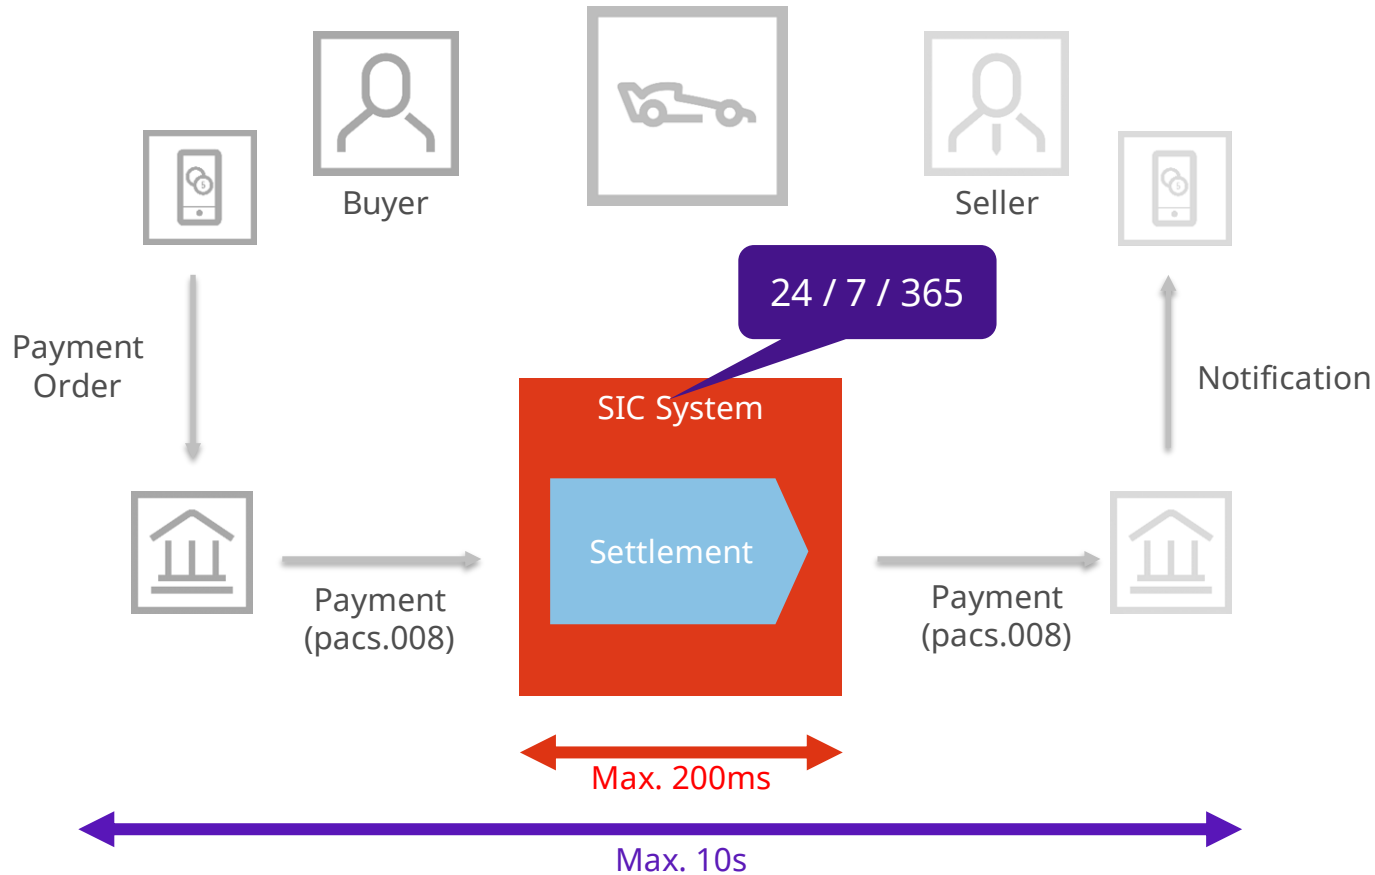 Buyer
Seller
24 / 7 / 365
Payment
Order
Notification
SIC System
Settlement
Payment
(pacs.008)
Payment
(pacs.008)
Max. 200ms
Max. 10s